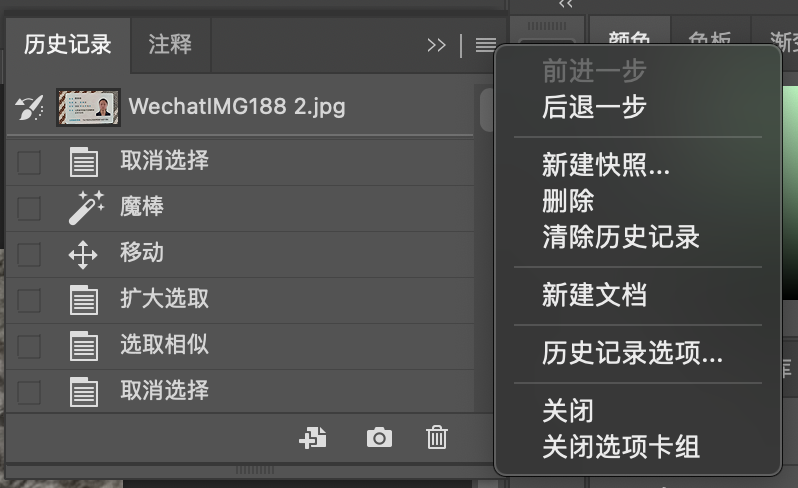 历史记录
注释
WechatIMG188 2.jpg
取消选择
魔棒
移动
扩大选取
选取相似
取消选择
颜色
色板
前进一步
后退一步
新建快照...
删除
清除历史记录
新建文档
历史记录选项...
关闭
关闭选项卡组